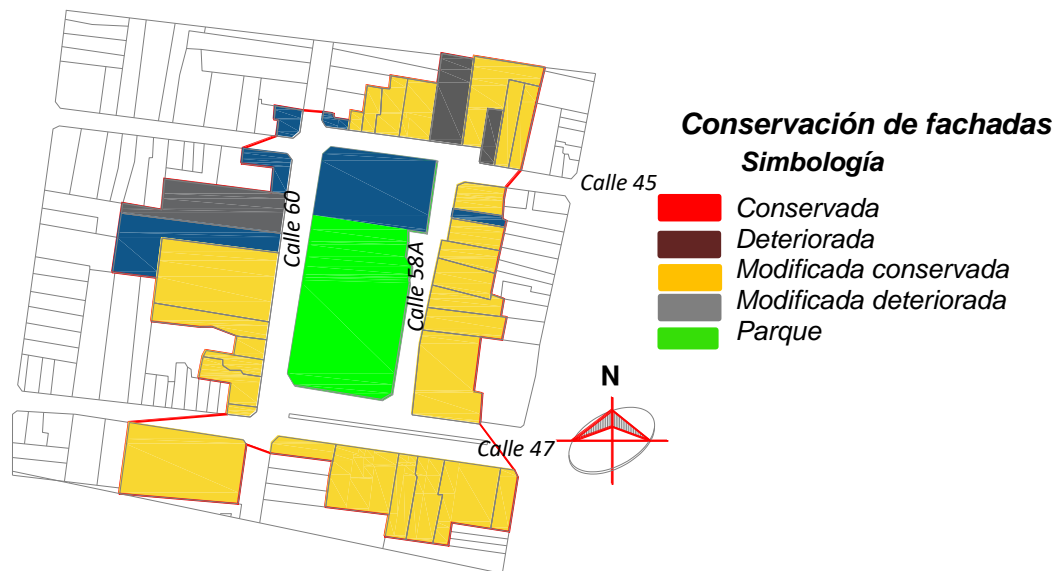 Conservación de fachadas
Simbología
Calle 45
Conservada
Deteriorada
Modificada conservada
Modificada deteriorada
Parque
Calle 60
Calle 58A
N
Calle 47